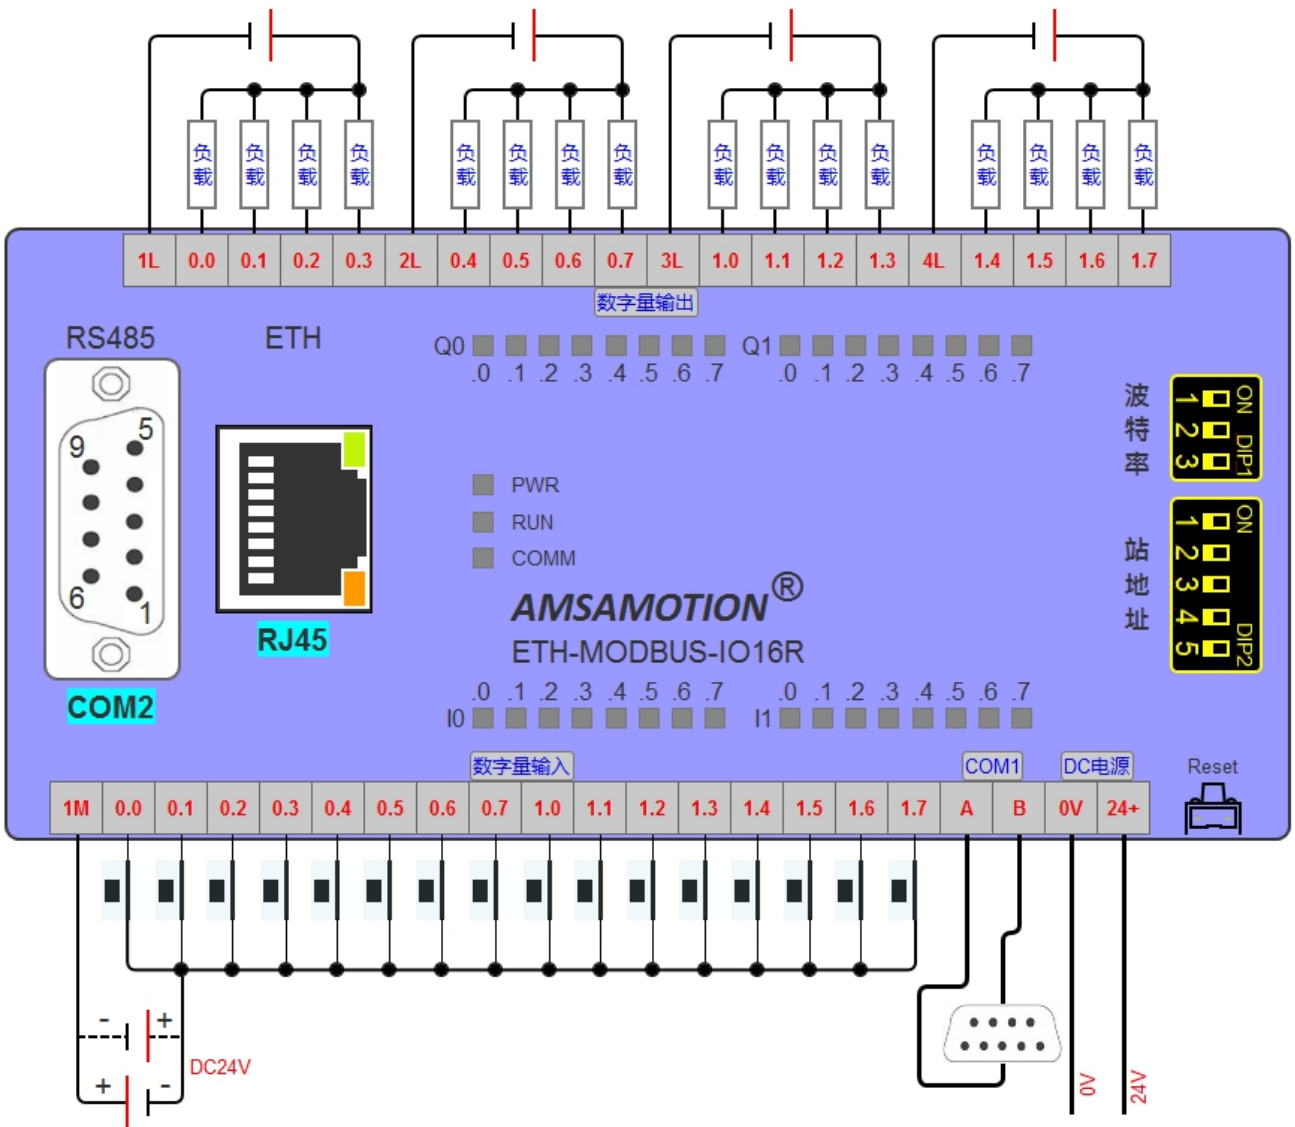 负载 负载 负载 负载 负载 负载 负载 负载 负载 负载 负载 负载 负载 负载 负载 负载
1L 0.0 0.1 0.2 0.3 2L 0.4 0.5 0.6 0.7 3L 1.0 1.1 1.2 1.3 4L 1.4 1.5 1.6 1.7
数字量输出
RS485 ETH
Q0 Q1
.0 .1 .2 .3 .4 .5 .6 .7 .0 .1 .2 .3 .4 .5 .6 .7
波特率
1 2 3
ON DIP1
9 5
6 1
PWR
RUN
COMM
站地址
1 2 3 4 5
ON DIP2
AMSAMOTION®
ETH-MODBUS-IO16R
RJ45
COM2
.0 .1 .2 .3 .4 .5 .6 .7 .0 .1 .2 .3 .4 .5 .6 .7
I0 I1
数字量输入 COM1 DC电源 Reset
1M 0.0 0.1 0.2 0.3 0.4 0.5 0.6 0.7 1.0 1.1 1.2 1.3 1.4 1.5 1.6 1.7 A B 0V 24+
- +
DC24V
+ -
0V 24V